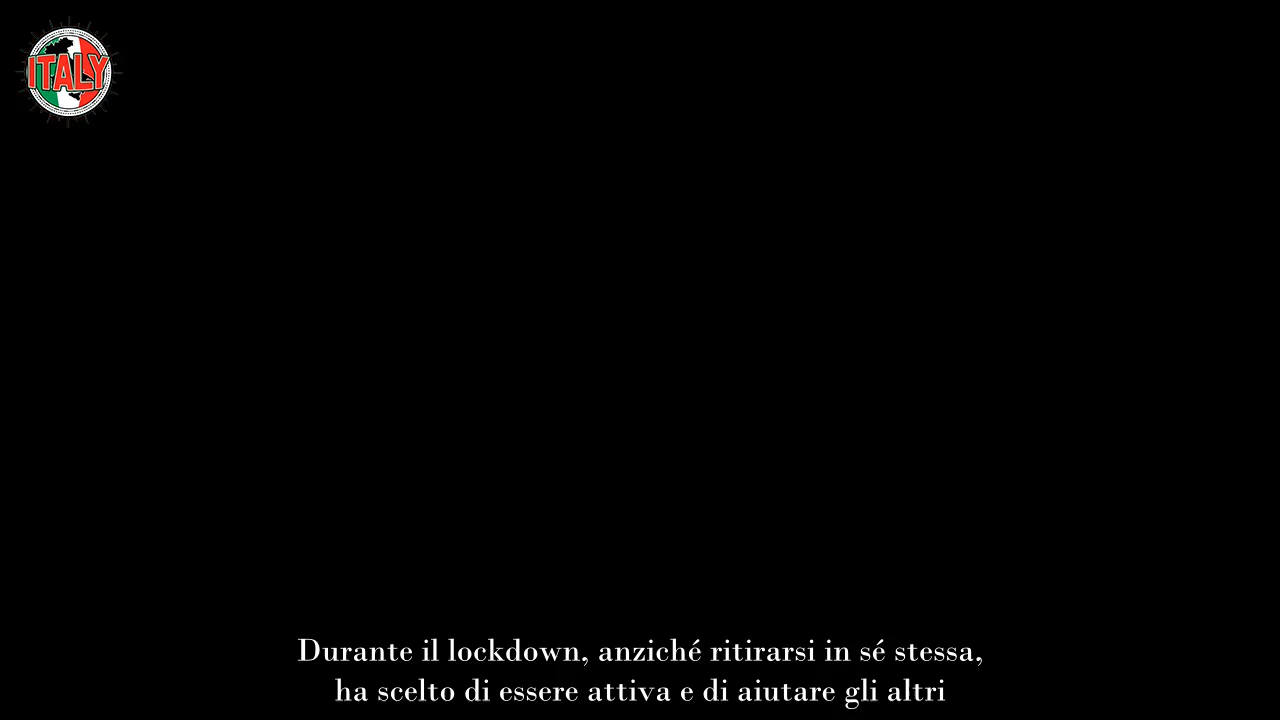 ITALY
Durante il lockdown, anziché ritirarsi in sé stessa,
ha scelto di essere attiva e di aiutare gli altri